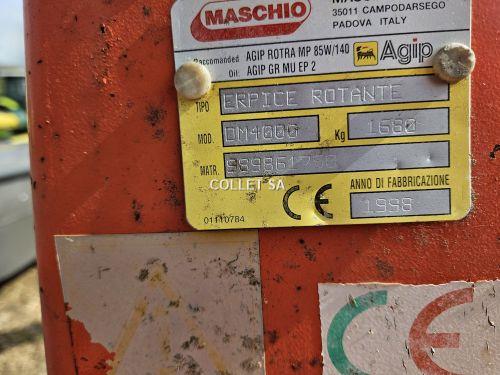 MASCHIO
35011 CAMPODARSEGO
PADOVA ITALY
Raccomanded AGIP ROTRA MP 85W/140
Oil: AGIP GR MU EP 2
Agip
TIPO ERPICE ROTANTE
MOD. DM4000 Kg 1680
MATR.
COLLET SA
CE ANNO DI FABBRICAZIONE
1998
01110784
CE